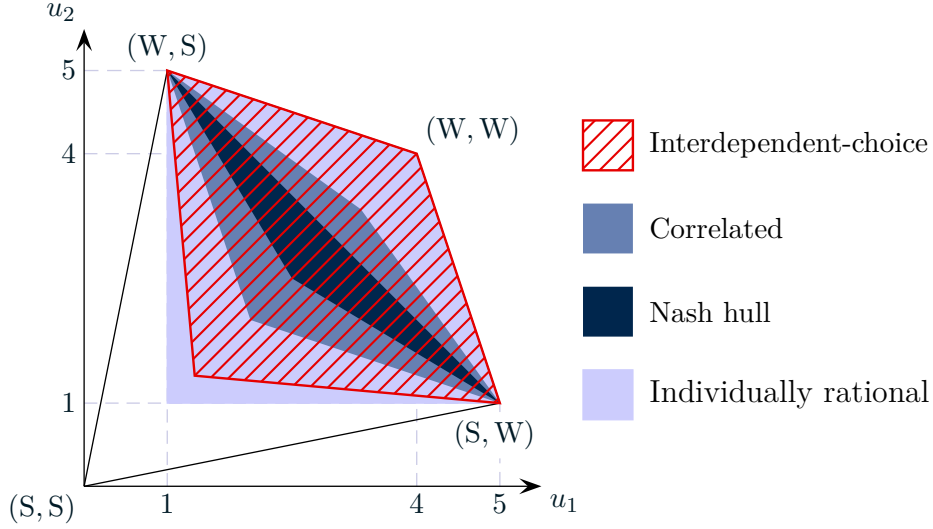 u₂
(W, S)
5
(W, W)
4
Interdependent-choice
Correlated
Nash hull
Individually rational
1
(S, W)
(S, S)
1
4
5
u₁